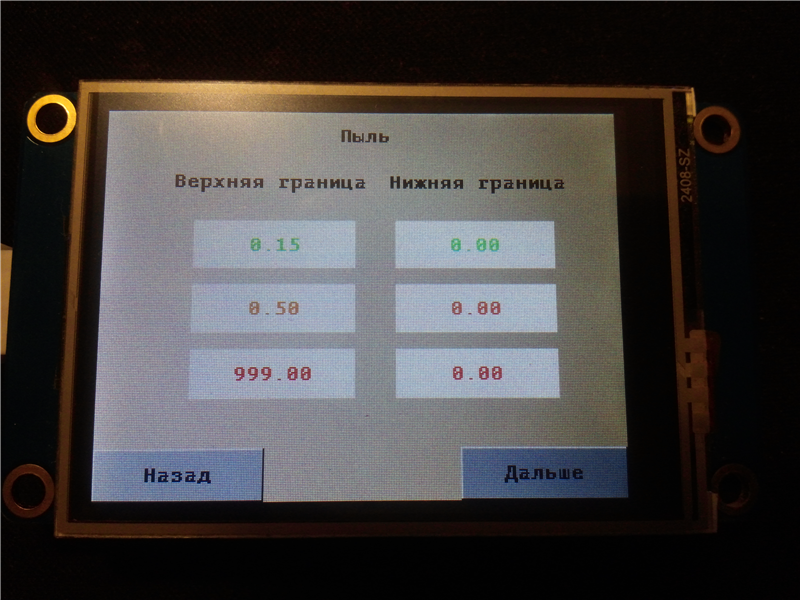 Пыль
Верхняя граница Нижняя граница
0.15 0.00
0.50 0.00
999.00 0.00
Назад Дальше
2408-SZ